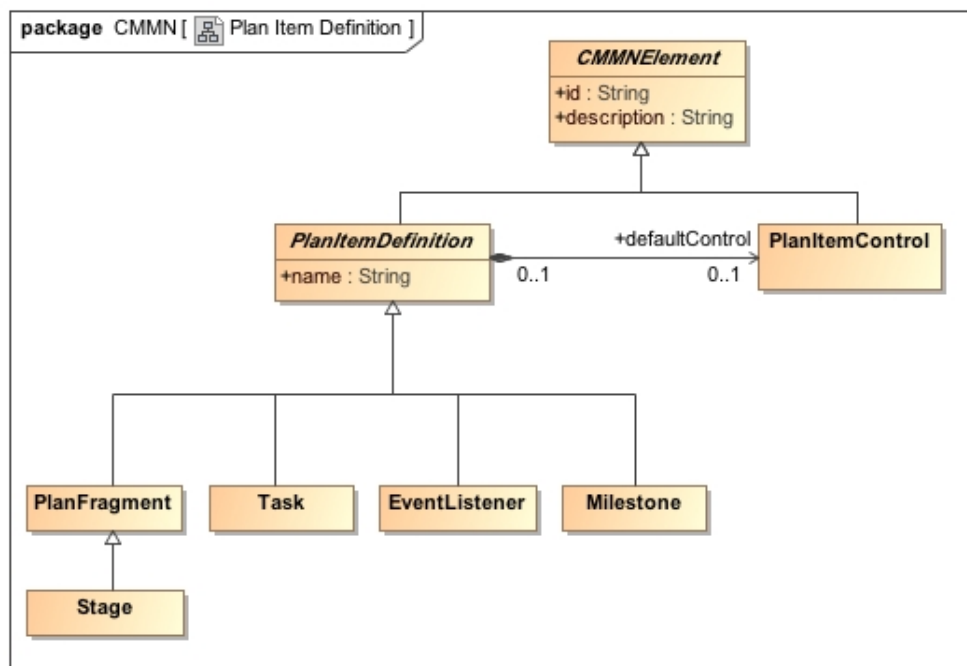 package CMMN [ Plan Item Definition ]
CMMNElement
+id : String
+description : String
PlanItemDefinition
+name : String
+defaultControl
0..1
0..1
PlanItemControl
PlanFragment
Task
EventListener
Milestone
Stage